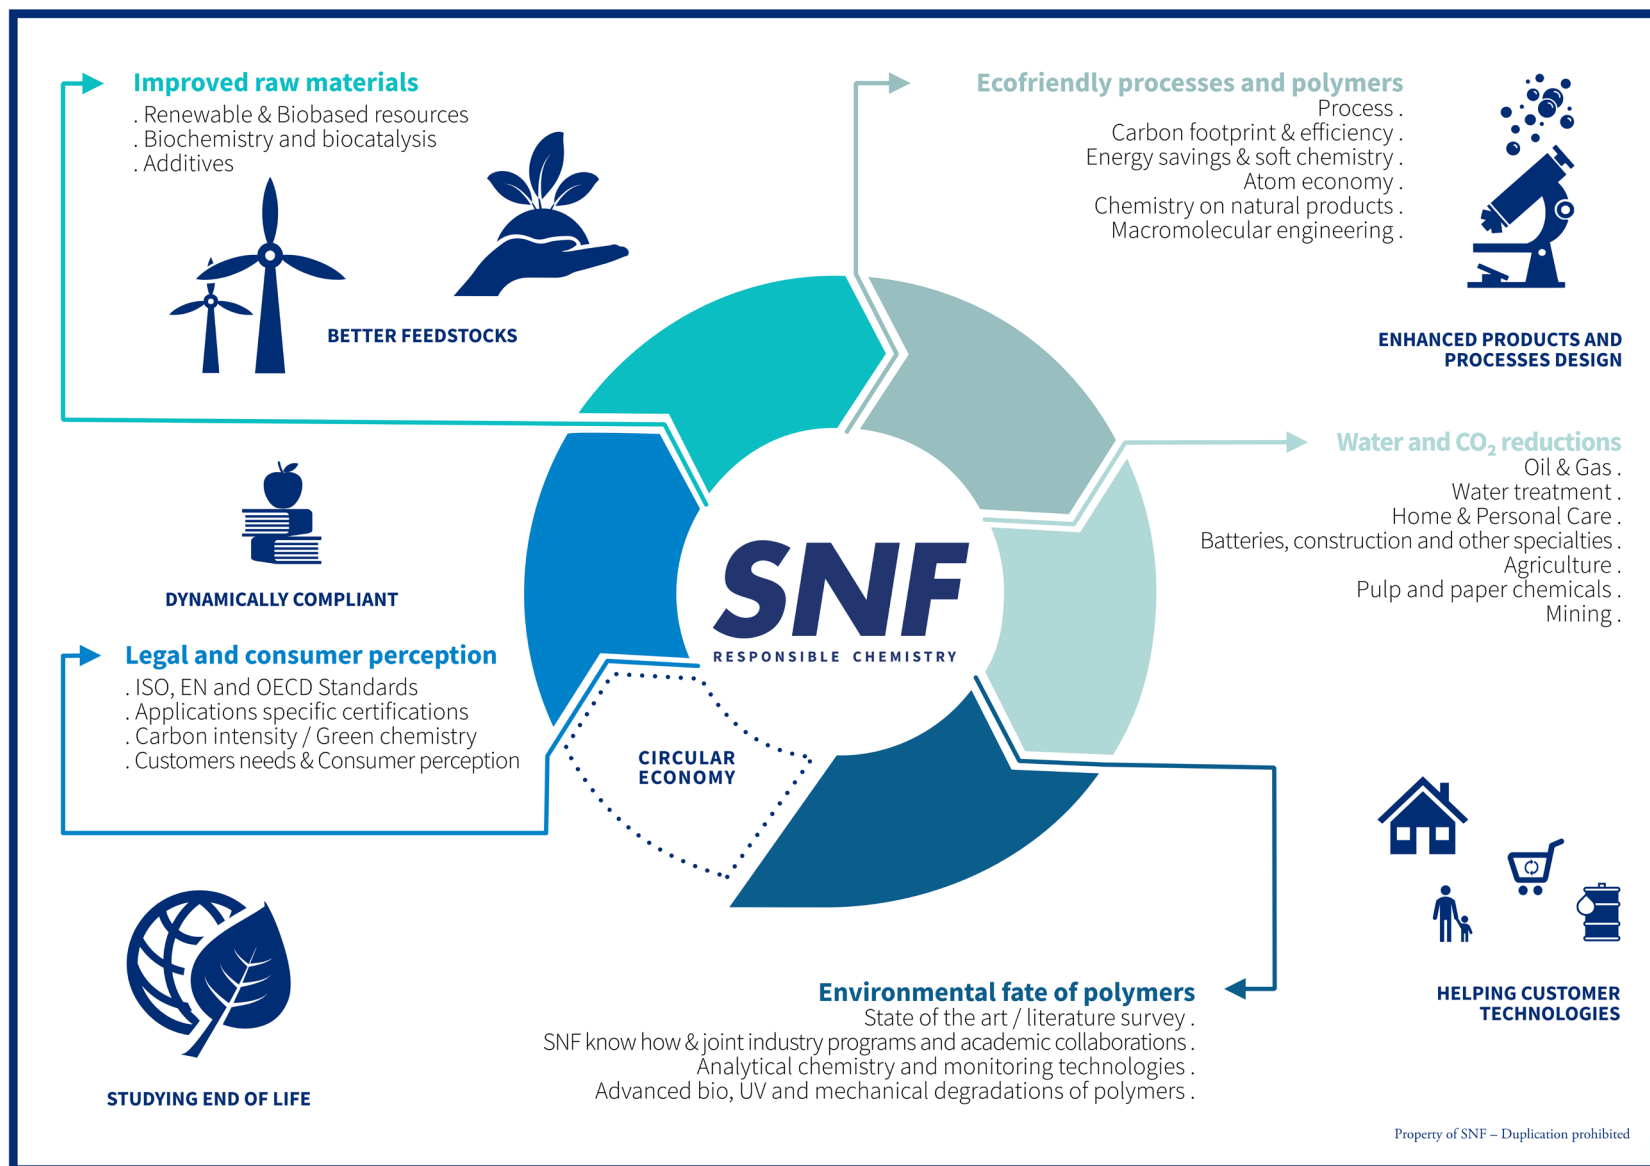 Improved raw materials
. Renewable & Biobased resources
. Biochemistry and biocatalysis
. Additives
BETTER FEEDSTOCKS
Ecofriendly processes and polymers
Process .
Carbon footprint & efficiency .
Energy savings & soft chemistry .
Atom economy .
Chemistry on natural products .
Macromolecular engineering .
ENHANCED PRODUCTS AND
PROCESSES DESIGN
Water and CO₂ reductions
Oil & Gas .
Water treatment .
Home & Personal Care .
Batteries, construction and other specialties .
Agriculture .
Pulp and paper chemicals .
Mining .
DYNAMICALLY COMPLIANT
Legal and consumer perception
. ISO, EN and OECD Standards
. Applications specific certifications
. Carbon intensity / Green chemistry
. Customers needs & Consumer perception
SNF
RESPONSIBLE CHEMISTRY
CIRCULAR
ECONOMY
STUDYING END OF LIFE
Environmental fate of polymers
State of the art / literature survey .
SNF know how & joint industry programs and academic collaborations .
Analytical chemistry and monitoring technologies .
Advanced bio, UV and mechanical degradations of polymers .
HELPING CUSTOMER
TECHNOLOGIES
Property of SNF – Duplication prohibited